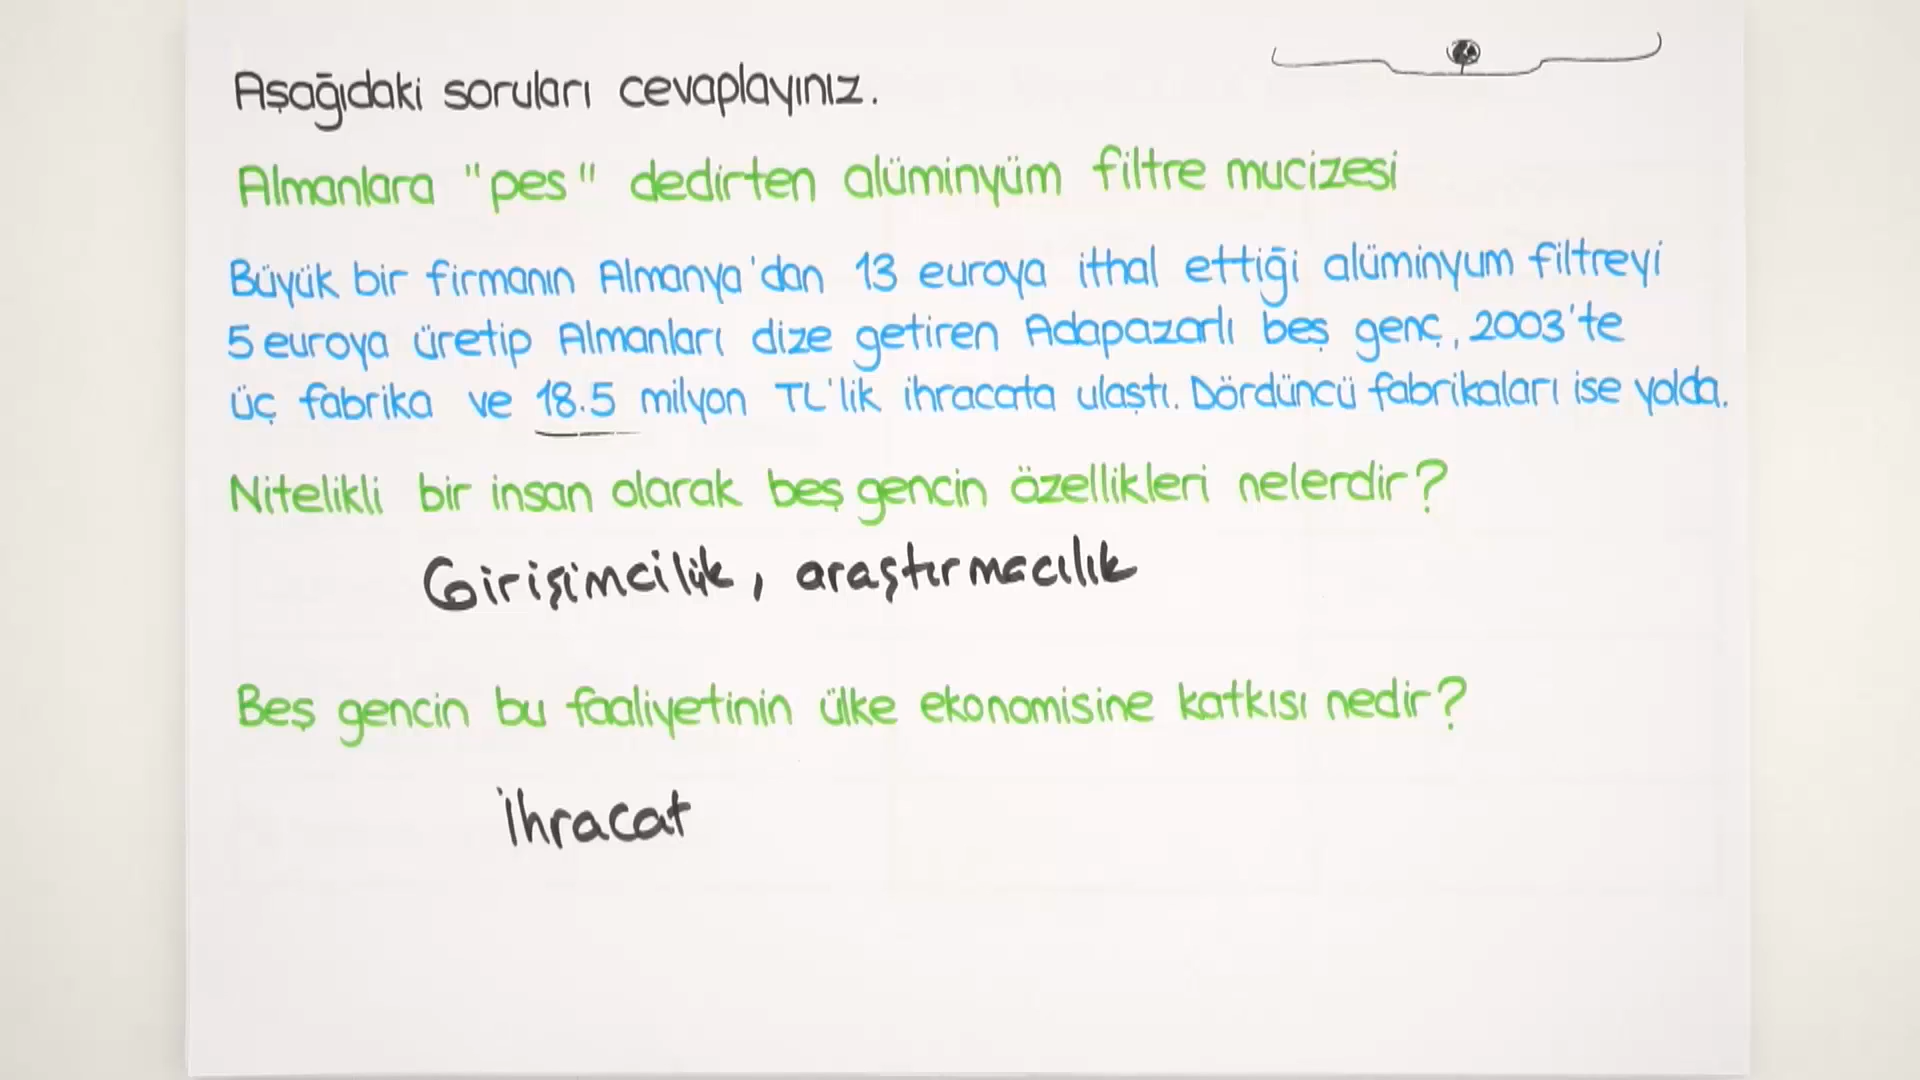 Aşağıdaki soruları cevaplayınız.
Almanlara "pes" dedirten alüminyüm filtre mucizesi
Büyük bir firmanın Almanya'dan 13 euroya ithal ettiği alüminyum filtreyi
5 euroya üretip Almanları dize getiren Adapazarlı beş genç, 2003'te
üç fabrika ve 18.5 milyon TL'lik ihracata ulaştı. Dördüncü fabrikaları ise yolda.
Nitelikli bir insan olarak beş gencin özellikleri nelerdir?
Girişimcilik, araştırmacılık
Beş gencin bu faaliyetinin ülke ekonomisine katkısı nedir?
İhracat